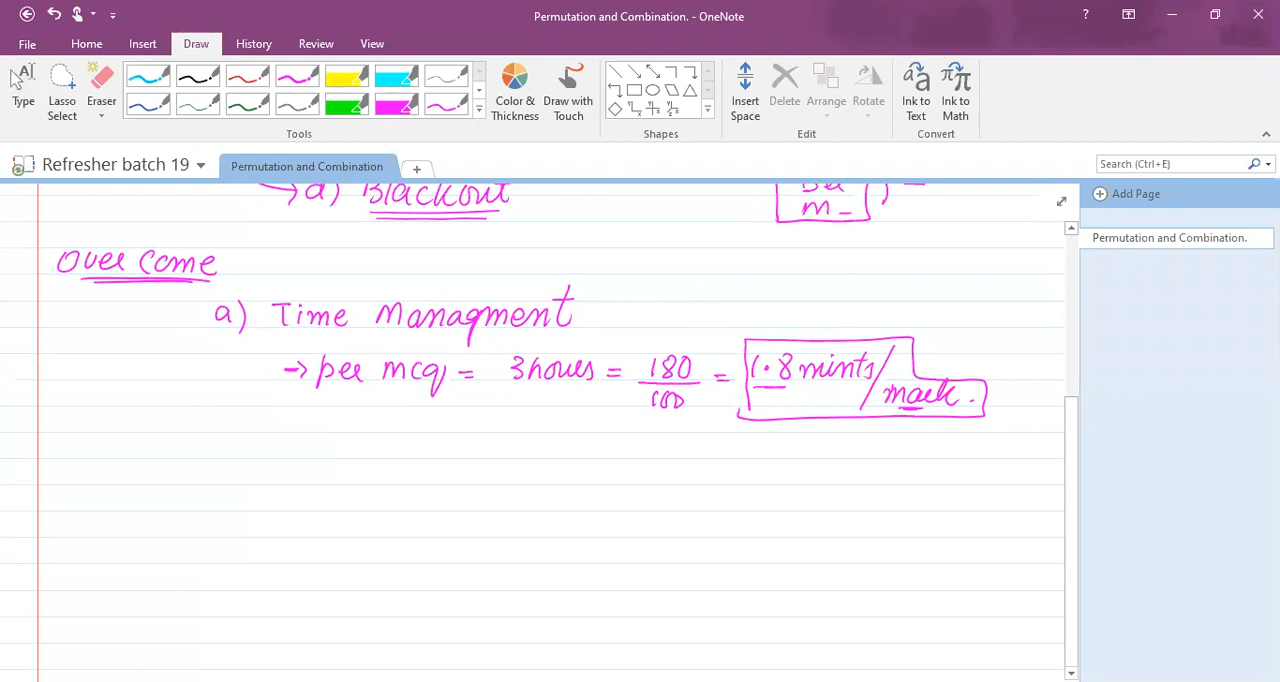 Permutation and Combination. - OneNote
File Home Insert Draw History Review View
Type Lasso Select Eraser Color & Thickness Draw with Touch Insert Space Delete Arrange Rotate Ink to Text Ink to Math
Tools Shapes Edit Convert
Refresher batch 19 Permutation and Combination Search (Ctrl+E)
Add Page
Permutation and Combination.
a) Blackout
m -
Over Come
a) Time Managment
→ per mcq = 3 hours = 180/100 = 1.8 mints/mark.